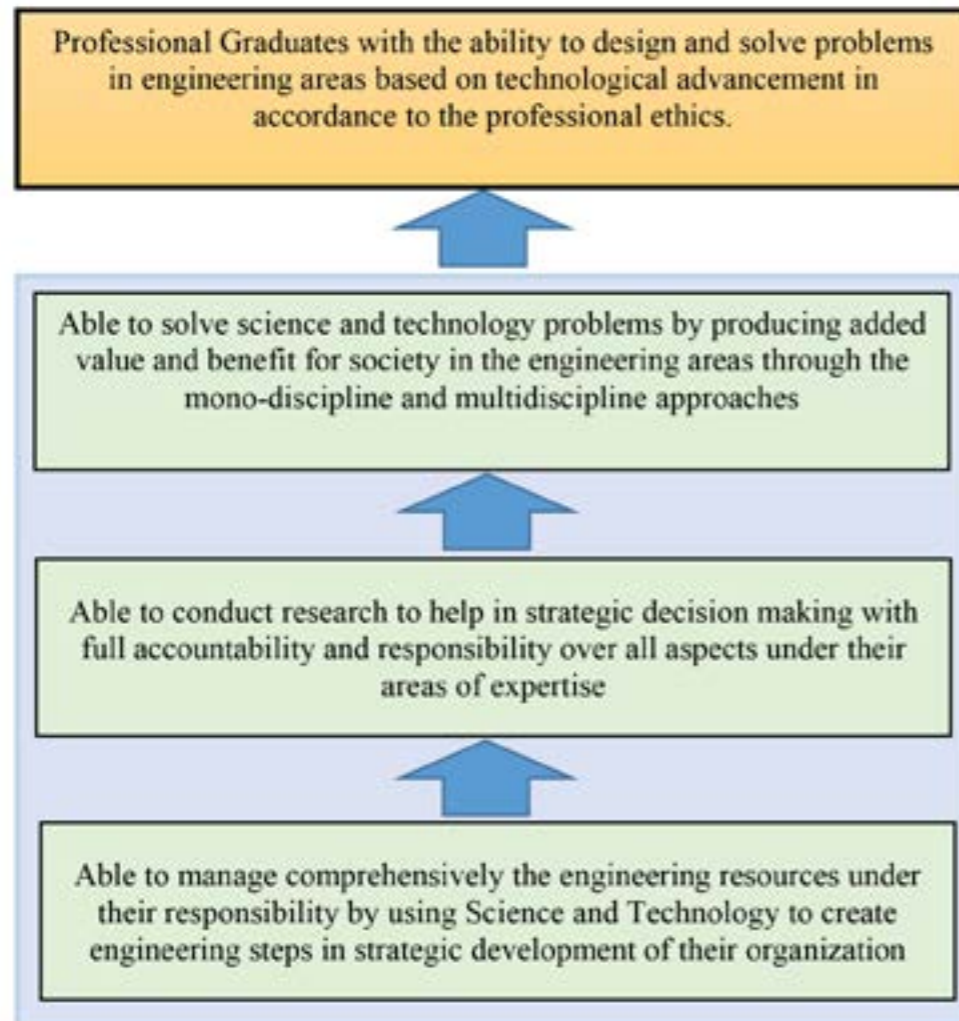 Professional Graduates with the ability to design and solve problems
in engineering areas based on technological advancement in
accordance to the professional ethics.
Able to solve science and technology problems by producing added
value and benefit for society in the engineering areas through the
mono-discipline and multidiscipline approaches
Able to conduct research to help in strategic decision making with
full accountability and responsibility over all aspects under their
areas of expertise
Able to manage comprehensively the engineering resources under
their responsibility by using Science and Technology to create
engineering steps in strategic development of their organization